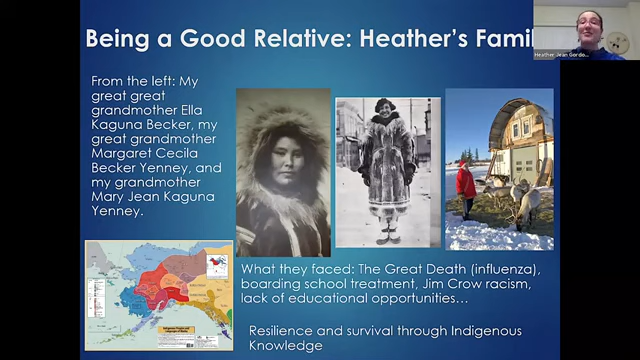 Being a Good Relative: Heather's Famil
Heather Jean Gordo...
From the left: My
great great
grandmother Ella
Kaguna Becker, my
great grandmother
Margaret Cecila
Becker Yenney, and
my grandmother
Mary Jean Kaguna
Yenney.
What they faced: The Great Death (influenza),
boarding school treatment, Jim Crow racism,
lack of educational opportunities…
Resilience and survival through Indigenous
Knowledge